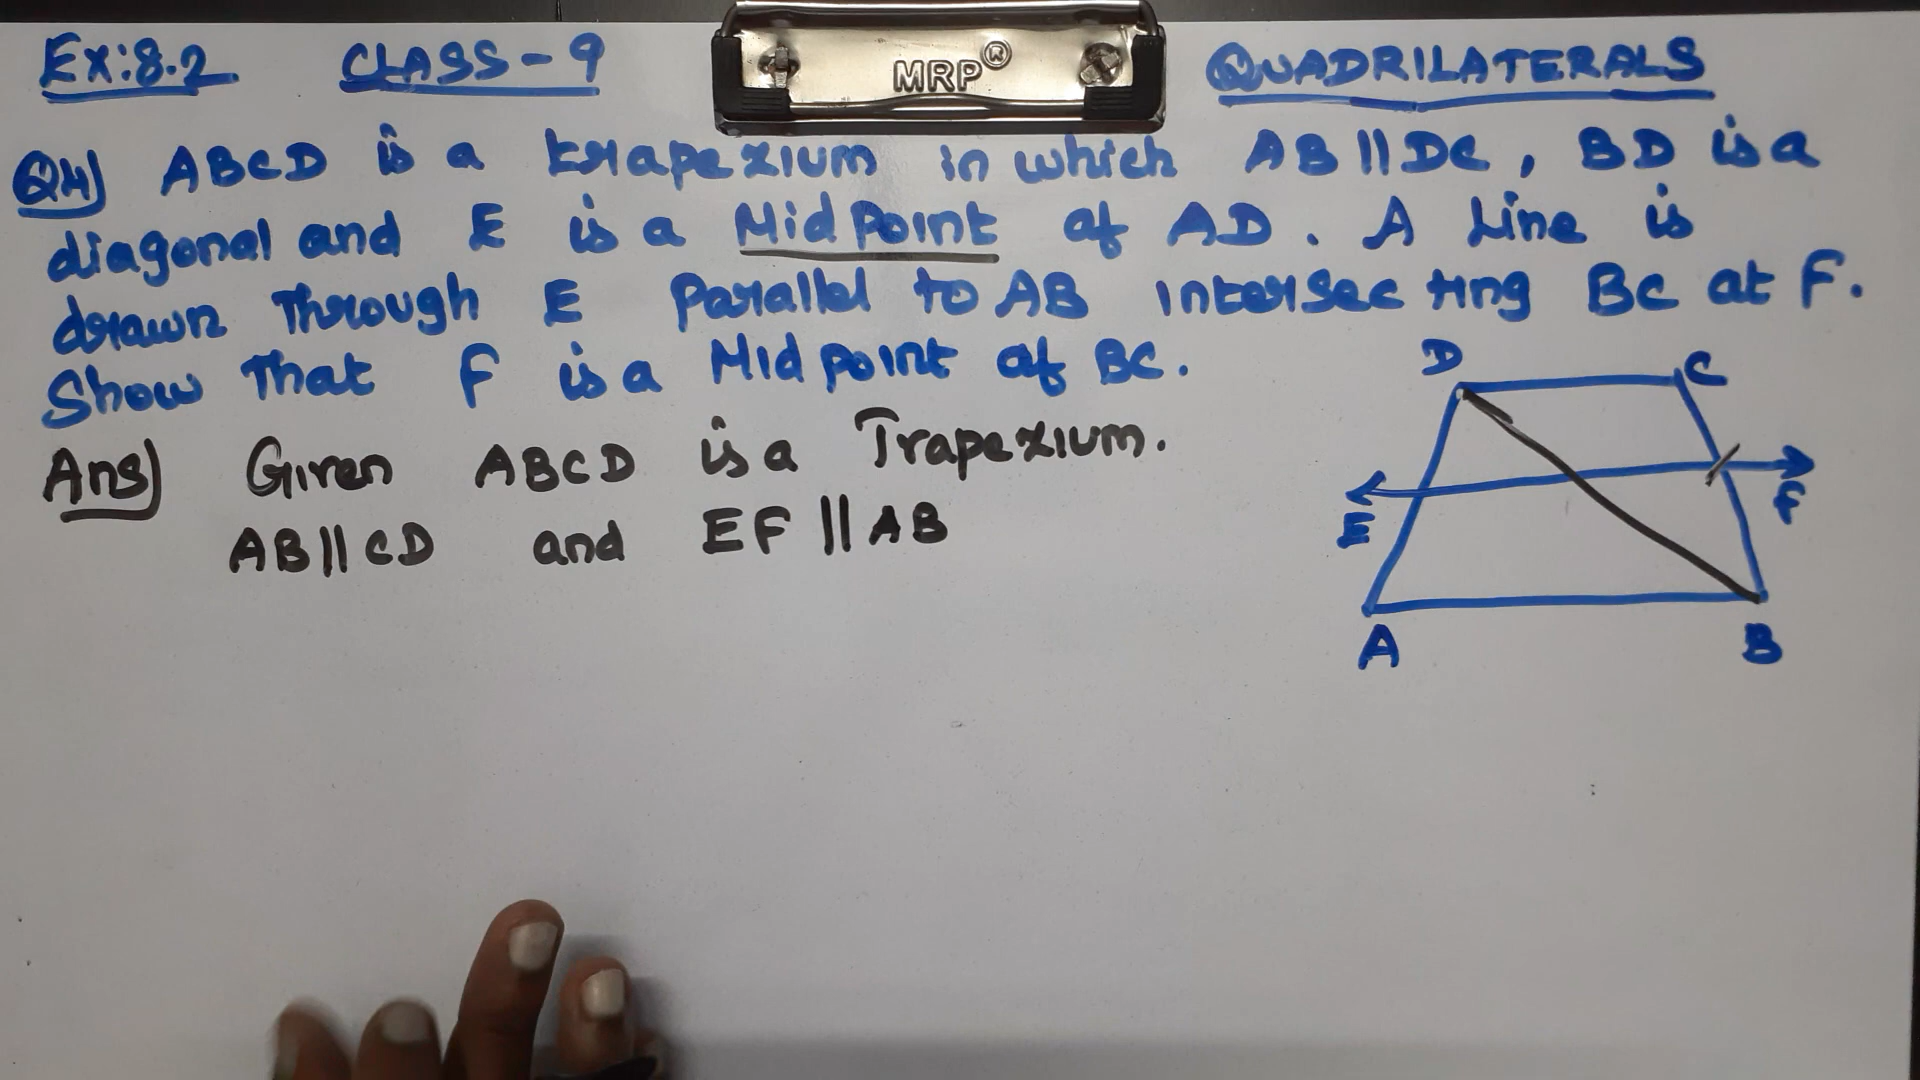 Ex:8.2 CLASS-9 MRP® QUADRILATERALS
Q4) ABCD is a trapezium in which AB||DC, BD is a
diagonal and E is a Mid Point of AD. A Line is
drawn Through E Parallel to AB intersecting BC at F.
Show That F is a Mid point of BC.
Ans) Given ABCD is a Trapezium.
AB||CD and EF||AB
D C
E F
A B